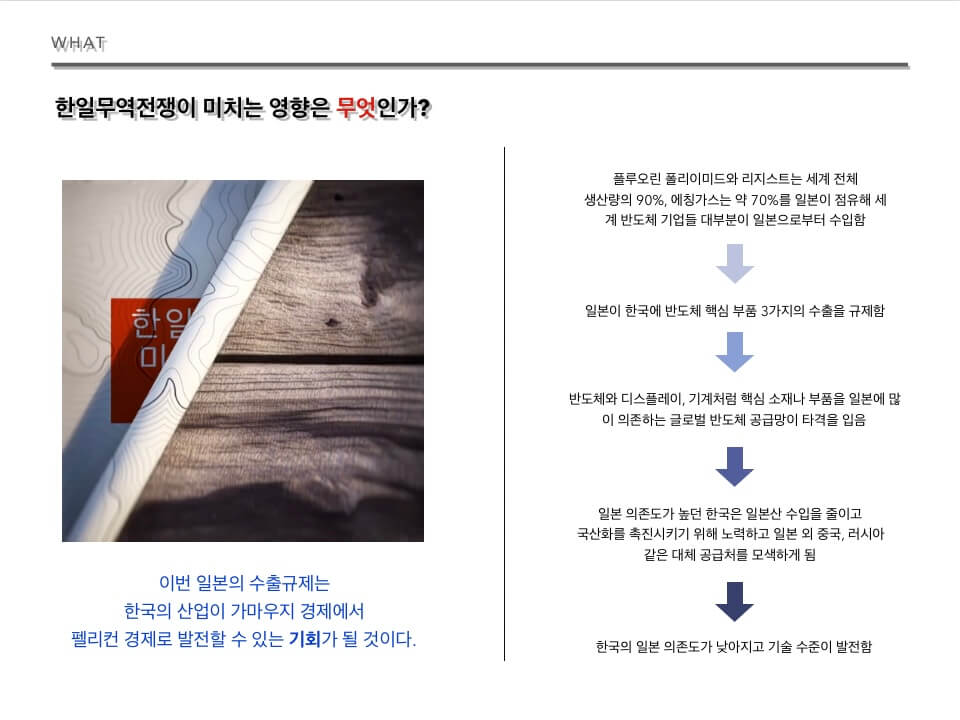 WHAT
한일무역전쟁이 미치는 영향은 무엇인가?
한일
미
이번 일본의 수출규제는
한국의 산업이 가마우지 경제에서
펠리컨 경제로 발전할 수 있는 기회가 될 것이다.
플루오린 폴리이미드와 리지스트는 세계 전체
생산량의 90%, 에칭가스는 약 70%를 일본이 점유해 세
계 반도체 기업들 대부분이 일본으로부터 수입함
일본이 한국에 반도체 핵심 부품 3가지의 수출을 규제함
반도체와 디스플레이, 기계처럼 핵심 소재나 부품을 일본에 많
이 의존하는 글로벌 반도체 공급망이 타격을 입음
일본 의존도가 높던 한국은 일본산 수입을 줄이고
국산화를 촉진시키기 위해 노력하고 일본 외 중국, 러시아
같은 대체 공급처를 모색하게 됨
한국의 일본 의존도가 낮아지고 기술 수준이 발전함